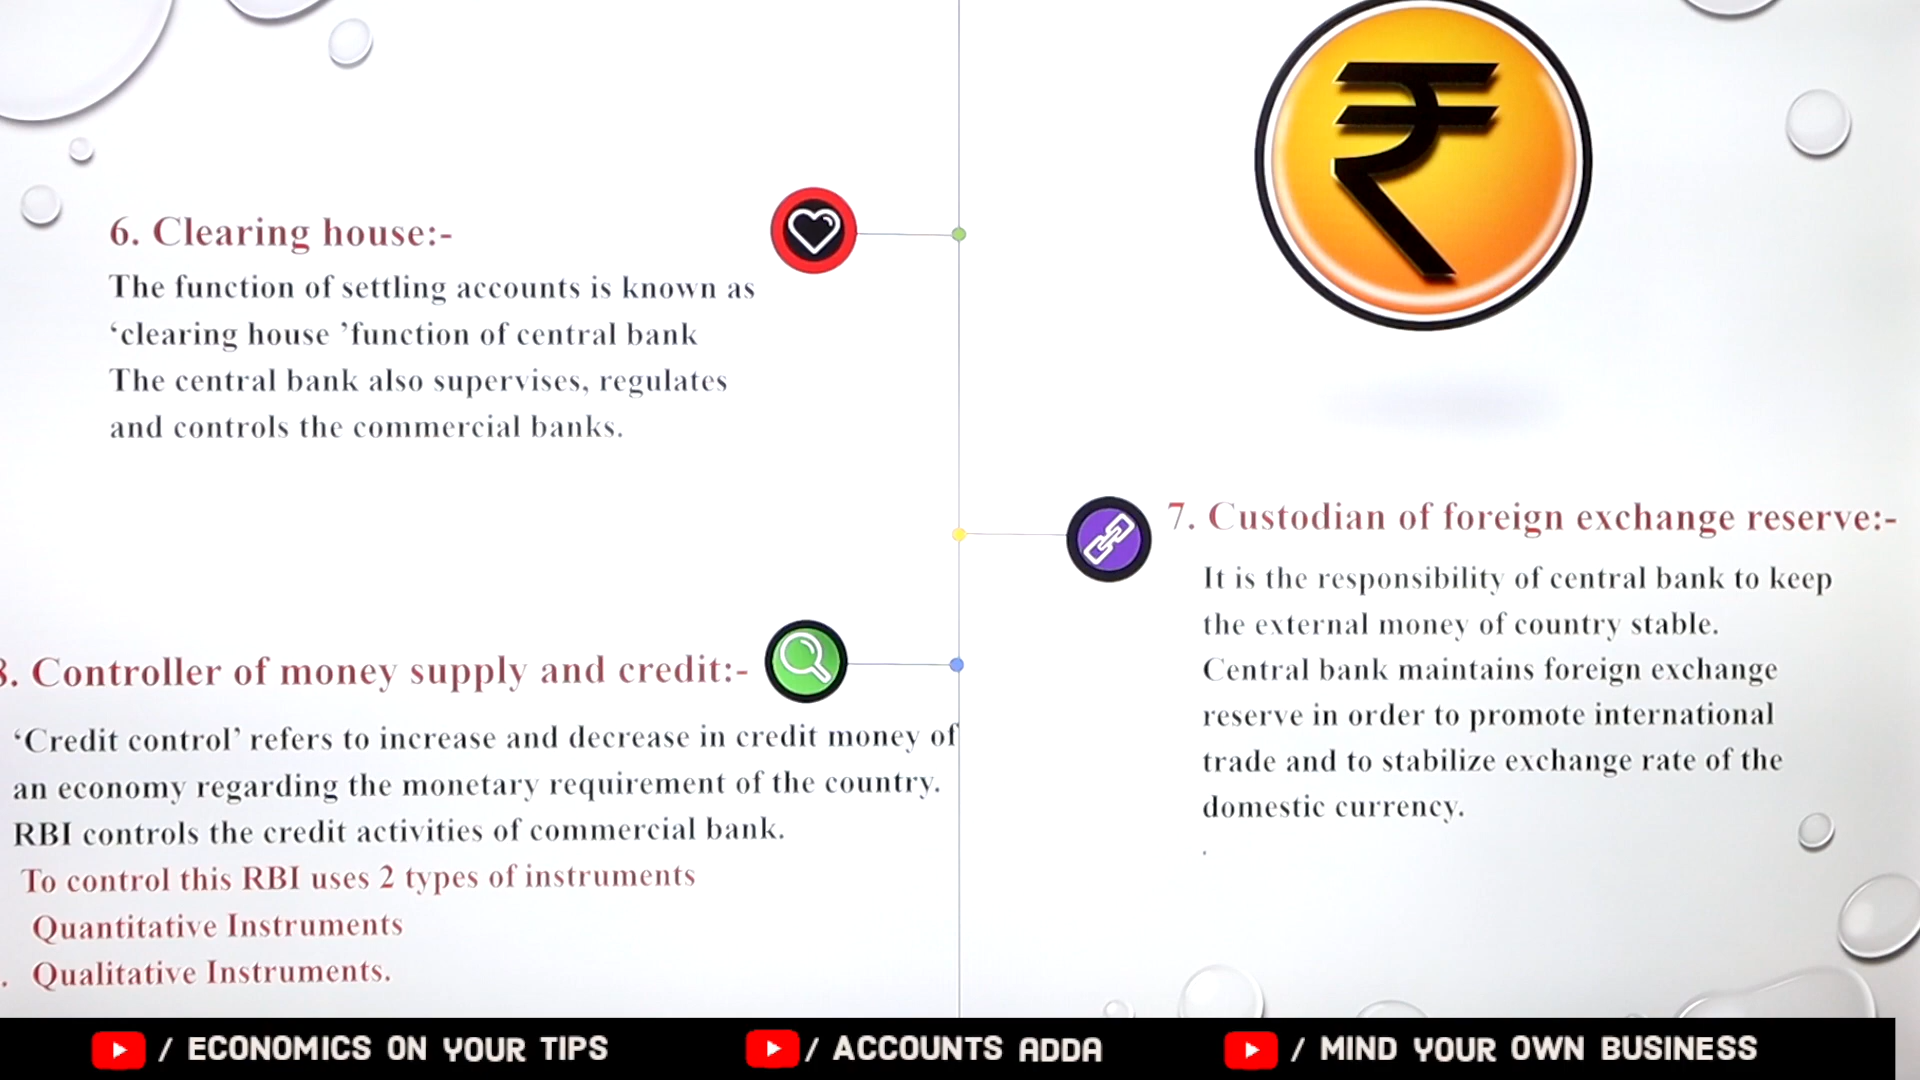 6. Clearing house:-
The function of settling accounts is known as
‘clearing house ’function of central bank
The central bank also supervises, regulates
and controls the commercial banks.
7. Custodian of foreign exchange reserve:-
It is the responsibility of central bank to keep
the external money of country stable.
Central bank maintains foreign exchange
reserve in order to promote international
trade and to stabilize exchange rate of the
domestic currency.
.
8. Controller of money supply and credit:-
‘Credit control’ refers to increase and decrease in credit money of
an economy regarding the monetary requirement of the country.
RBI controls the credit activities of commercial bank.
To control this RBI uses 2 types of instruments
Quantitative Instruments
. Qualitative Instruments.
/ ECONOMICS ON YOUR TIPS
/ ACCOUNTS ADDA
/ MIND YOUR OWN BUSINESS